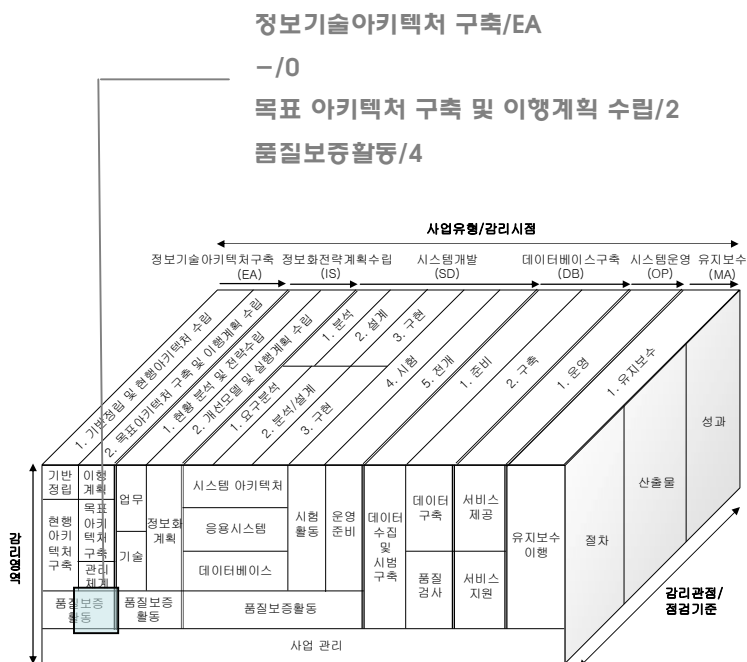 정보기술아키텍처 구축/EA
–/0
목표 아키텍처 구축 및 이행계획 수립/2
품질보증활동/4
사업유형/감리시점
정보기술아키텍처구축
(EA)
정보화전략계획수립
(IS)
시스템개발
(SD)
데이터베이스구축
(DB)
시스템운영
(OP)
유지보수
(MA)
1. 기반정립 및 현행아키텍처 수립
2. 목표아키텍처 구축 및 이행계획 수립
1. 현황 분석 및 전략수립
2. 개선모델 및 실행계획 수립
1. 분석
2. 설계
3. 구현
1. 요구분석
2. 분석/설계
3. 구현
4. 시험
5. 전개
1. 준비
2. 구축
1. 운영
1. 유지보수
감리영역
기반
정립
현행
아키
텍처
구축
이행
계획
목표
아키
텍처
구축
관리
체계
업무
기술
정보화
계획
시스템 아키텍처
응용시스템
데이터베이스
시험
활동
운영
준비
데이터
수집
및
시범
구축
데이터
구축
품질
검사
서비스
제공
서비스
지원
유지보수
이행
품질보증
활동
품질보증
활동
품질보증활동
사업 관리
절차
산출물
성과
감리관점/
점검기준